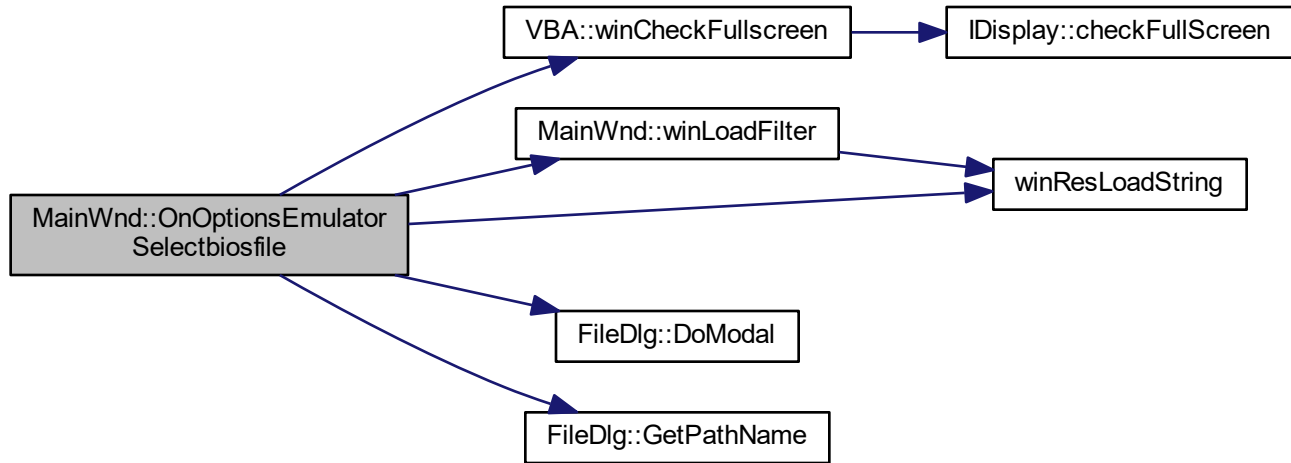 VBA::winCheckFullscreen
IDisplay::checkFullScreen
MainWnd::winLoadFilter
winResLoadString
MainWnd::OnOptionsEmulator
Selectbiosfile
FileDlg::DoModal
FileDlg::GetPathName